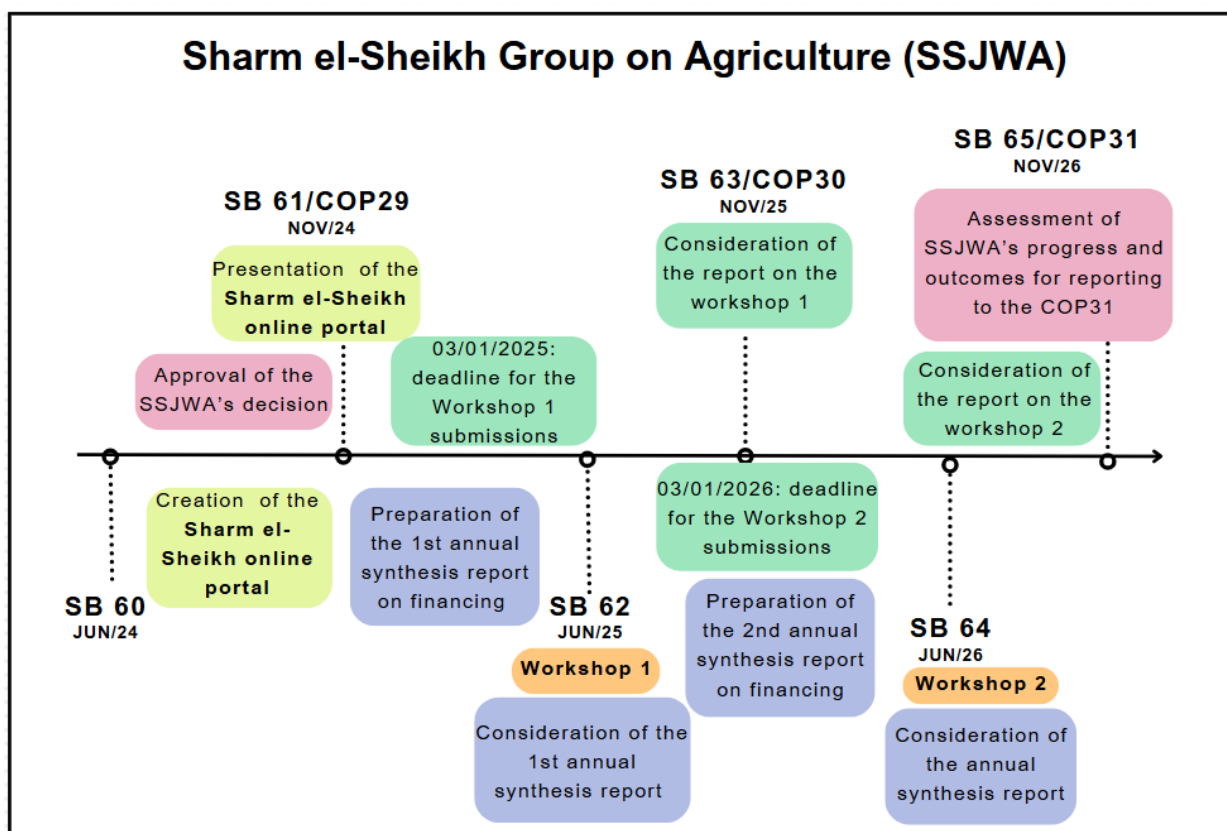 Sharm el-Sheikh Group on Agriculture (SSJWA)
SB 61/COP29
NOV/24
Presentation of the
Sharm el-Sheikh
online portal
Approval of the
SSJWA's decision
03/01/2025:
deadline for the
Workshop 1
submissions
SB 63/COP30
NOV/25
Consideration of
the report on the
workshop 1
SB 65/COP31
NOV/26
Assessment of
SSJWA's progress and
outcomes for reporting
to the COP31
Consideration of
the report on the
workshop 2
SB 60
JUN/24
Creation of the
Sharm el-
Sheikh online
portal
Preparation of
the 1st annual
synthesis report
on financing
SB 62
JUN/25
Workshop 1
Consideration of the
1st annual
synthesis report
03/01/2026: deadline
for the Workshop 2
submissions
Preparation of
the 2nd annual
synthesis report
on financing
SB 64
JUN/26
Workshop 2
Consideration of
the annual
synthesis report